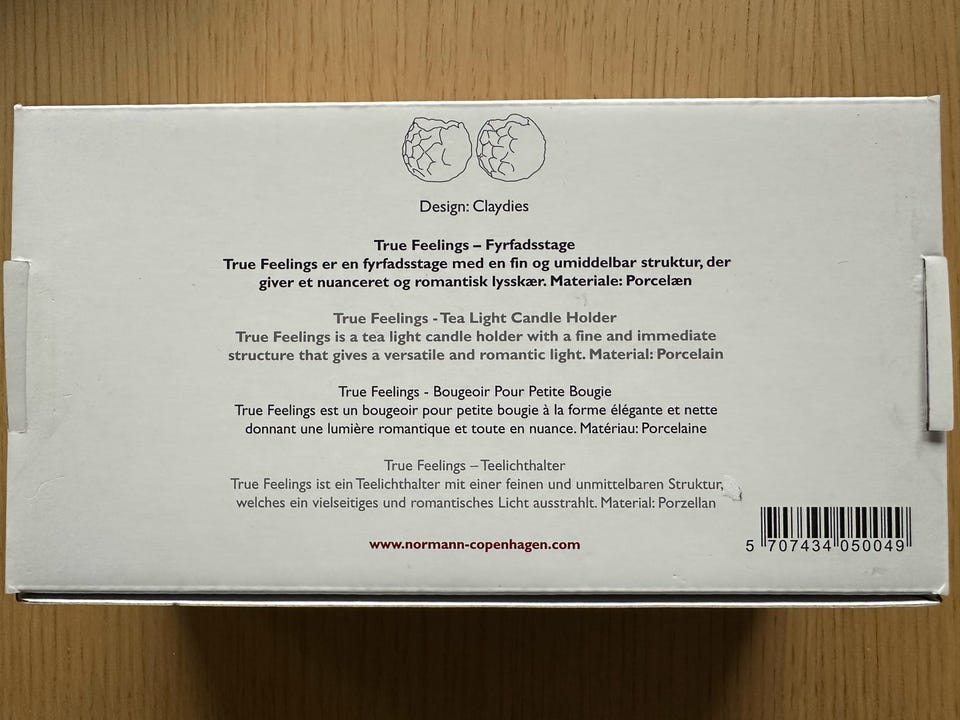 Design: Claydies
True Feelings – Fyrfadsstage
True Feelings er en fyrfadsstage med en fin og umiddelbar struktur, der
giver et nuanceret og romantisk lysskær. Materiale: Porcelæn
True Feelings - Tea Light Candle Holder
True Feelings is a tea light candle holder with a fine and immediate
structure that gives a versatile and romantic light. Material: Porcelain
True Feelings - Bougeoir Pour Petite Bougie
True Feelings est un bougeoir pour petite bougie à la forme élégante et nette
donnant une lumière romantique et toute en nuance. Matériau: Porcelaine
True Feelings – Teelichthalter
True Feelings ist ein Teelichthalter mit einer feinen und unmittelbaren Struktur,
welches ein vielseitiges und romantisches Licht ausstrahlt. Material: Porzellan
www.normann-copenhagen.com
5 707434 050049